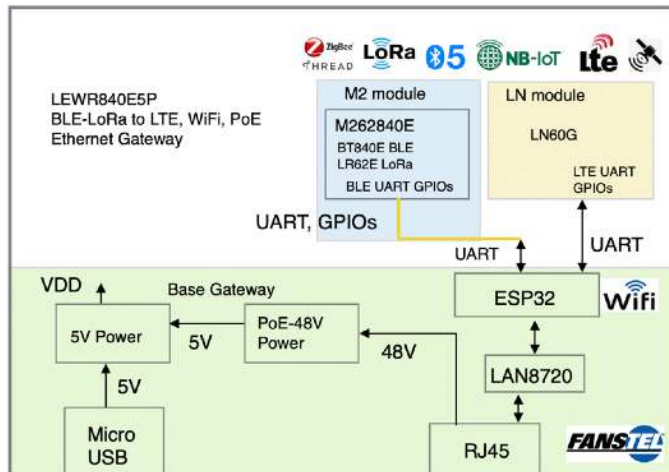 ZigBee
THREAD
LoRa
5
NB-IoT
Lte
LEWR840E5P
BLE-LoRa to LTE, WiFi, PoE
Ethernet Gateway
M2 module
M262840E
BT840E BLE
LR62E LoRa
BLE UART GPIOs
LN module
LN60G
LTE UART
GPIOs
UART, GPIOs
UART
UART
VDD
Base Gateway
ESP32
Wifi
5V Power
5V
PoE-48V
Power
48V
LAN8720
5V
Micro
USB
RJ45
FANSTEL